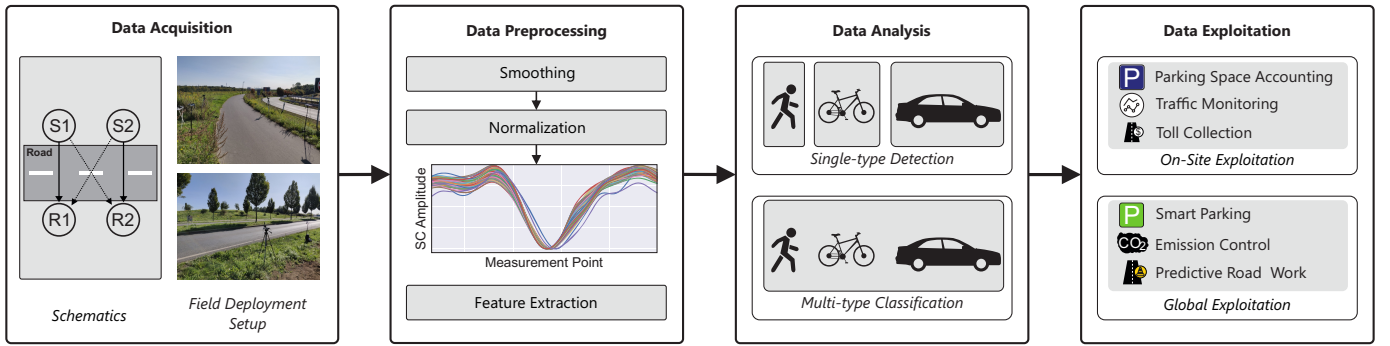 Data Acquisition
S1
S2
Road
R1
R2
Schematics
Field Deployment
Setup
Data Preprocessing
Smoothing
Normalization
SC Amplitude
Measurement Point
Feature Extraction
Data Analysis
Single-type Detection
Multi-type Classification
Data Exploitation
P Parking Space Accounting
Traffic Monitoring
$ Toll Collection
On-Site Exploitation
P Smart Parking
CO2 Emission Control
Predictive Road Work
Global Exploitation